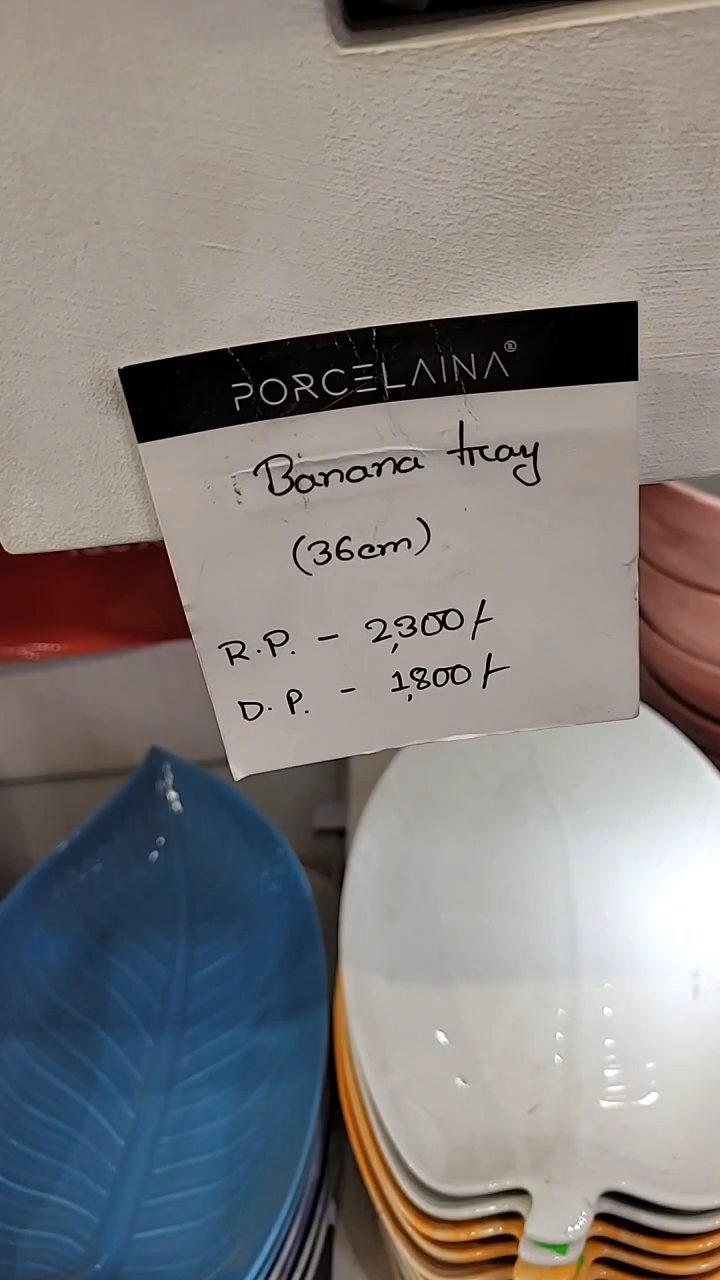 PORCELAINA®
Banana tray
(36cm)
R.P. - 2,300/-
D.P. - 1,800/-